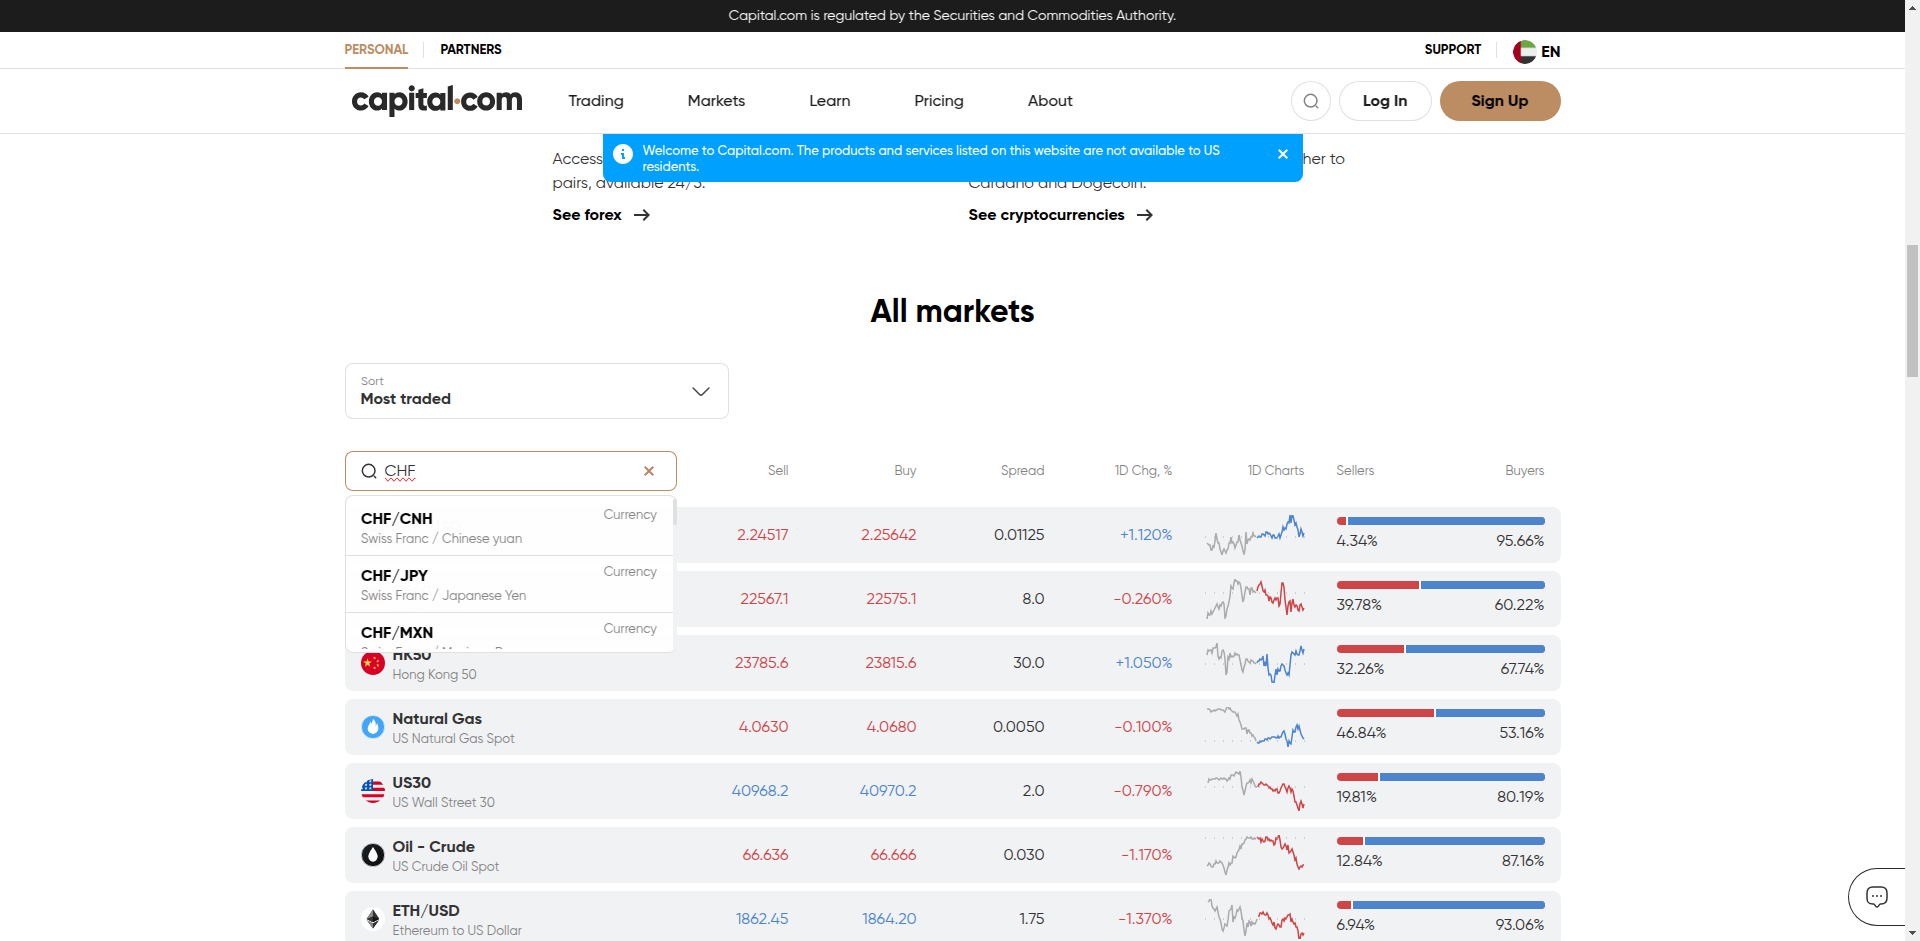 Capital.com is regulated by the Securities and Commodities Authority.
PERSONAL PARTNERS SUPPORT EN
capital.com Trading Markets Learn Pricing About Log In Sign Up
Welcome to Capital.com. The products and services listed on this website are not available to US
residents.
Access her to
pairs, available 24/5. Cardano and Dogecoin.
See forex See cryptocurrencies
All markets
Sort
Most traded
CHF Sell Buy Spread 1D Chg, % 1D Charts Sellers Buyers
CHF/CNH Currency
Swiss Franc / Chinese yuan
2.24517 2.25642 0.01125 +1.120% 4.34% 95.66%
CHF/JPY Currency
Swiss Franc / Japanese Yen
22567.1 22575.1 8.0 -0.260% 39.78% 60.22%
CHF/MXN Currency
HK50
Hong Kong 50
23785.6 23815.6 30.0 +1.050% 32.26% 67.74%
Natural Gas
US Natural Gas Spot
4.0630 4.0680 0.0050 -0.100% 46.84% 53.16%
US30
US Wall Street 30
40968.2 40970.2 2.0 -0.790% 19.81% 80.19%
Oil - Crude
US Crude Oil Spot
66.636 66.666 0.030 -1.170% 12.84% 87.16%
ETH/USD
Ethereum to US Dollar
1862.45 1864.20 1.75 -1.370% 6.94% 93.06%